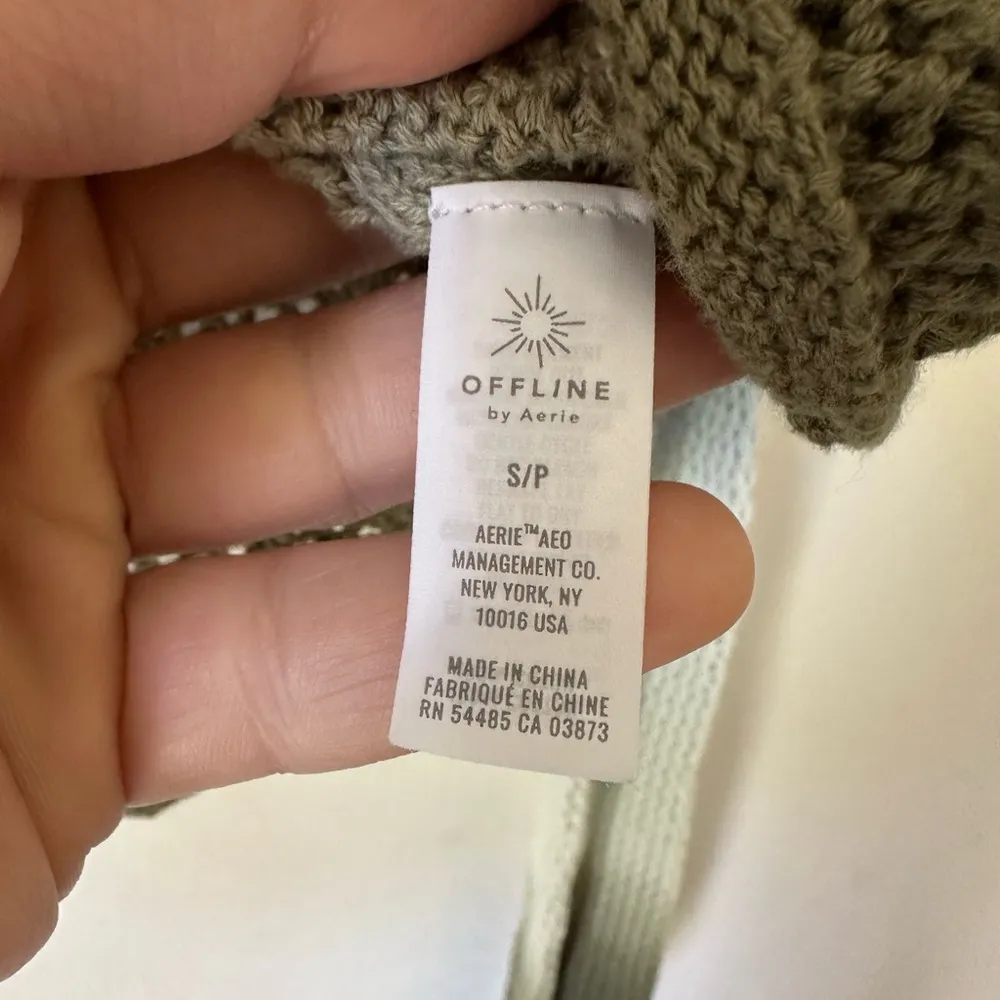 OFFLINE
by Aerie
S/P
AERIE™AEO
MANAGEMENT CO.
NEW YORK, NY
10016 USA
MADE IN CHINA
FABRIQUÉ EN CHINE
RN 54485 CA 03873